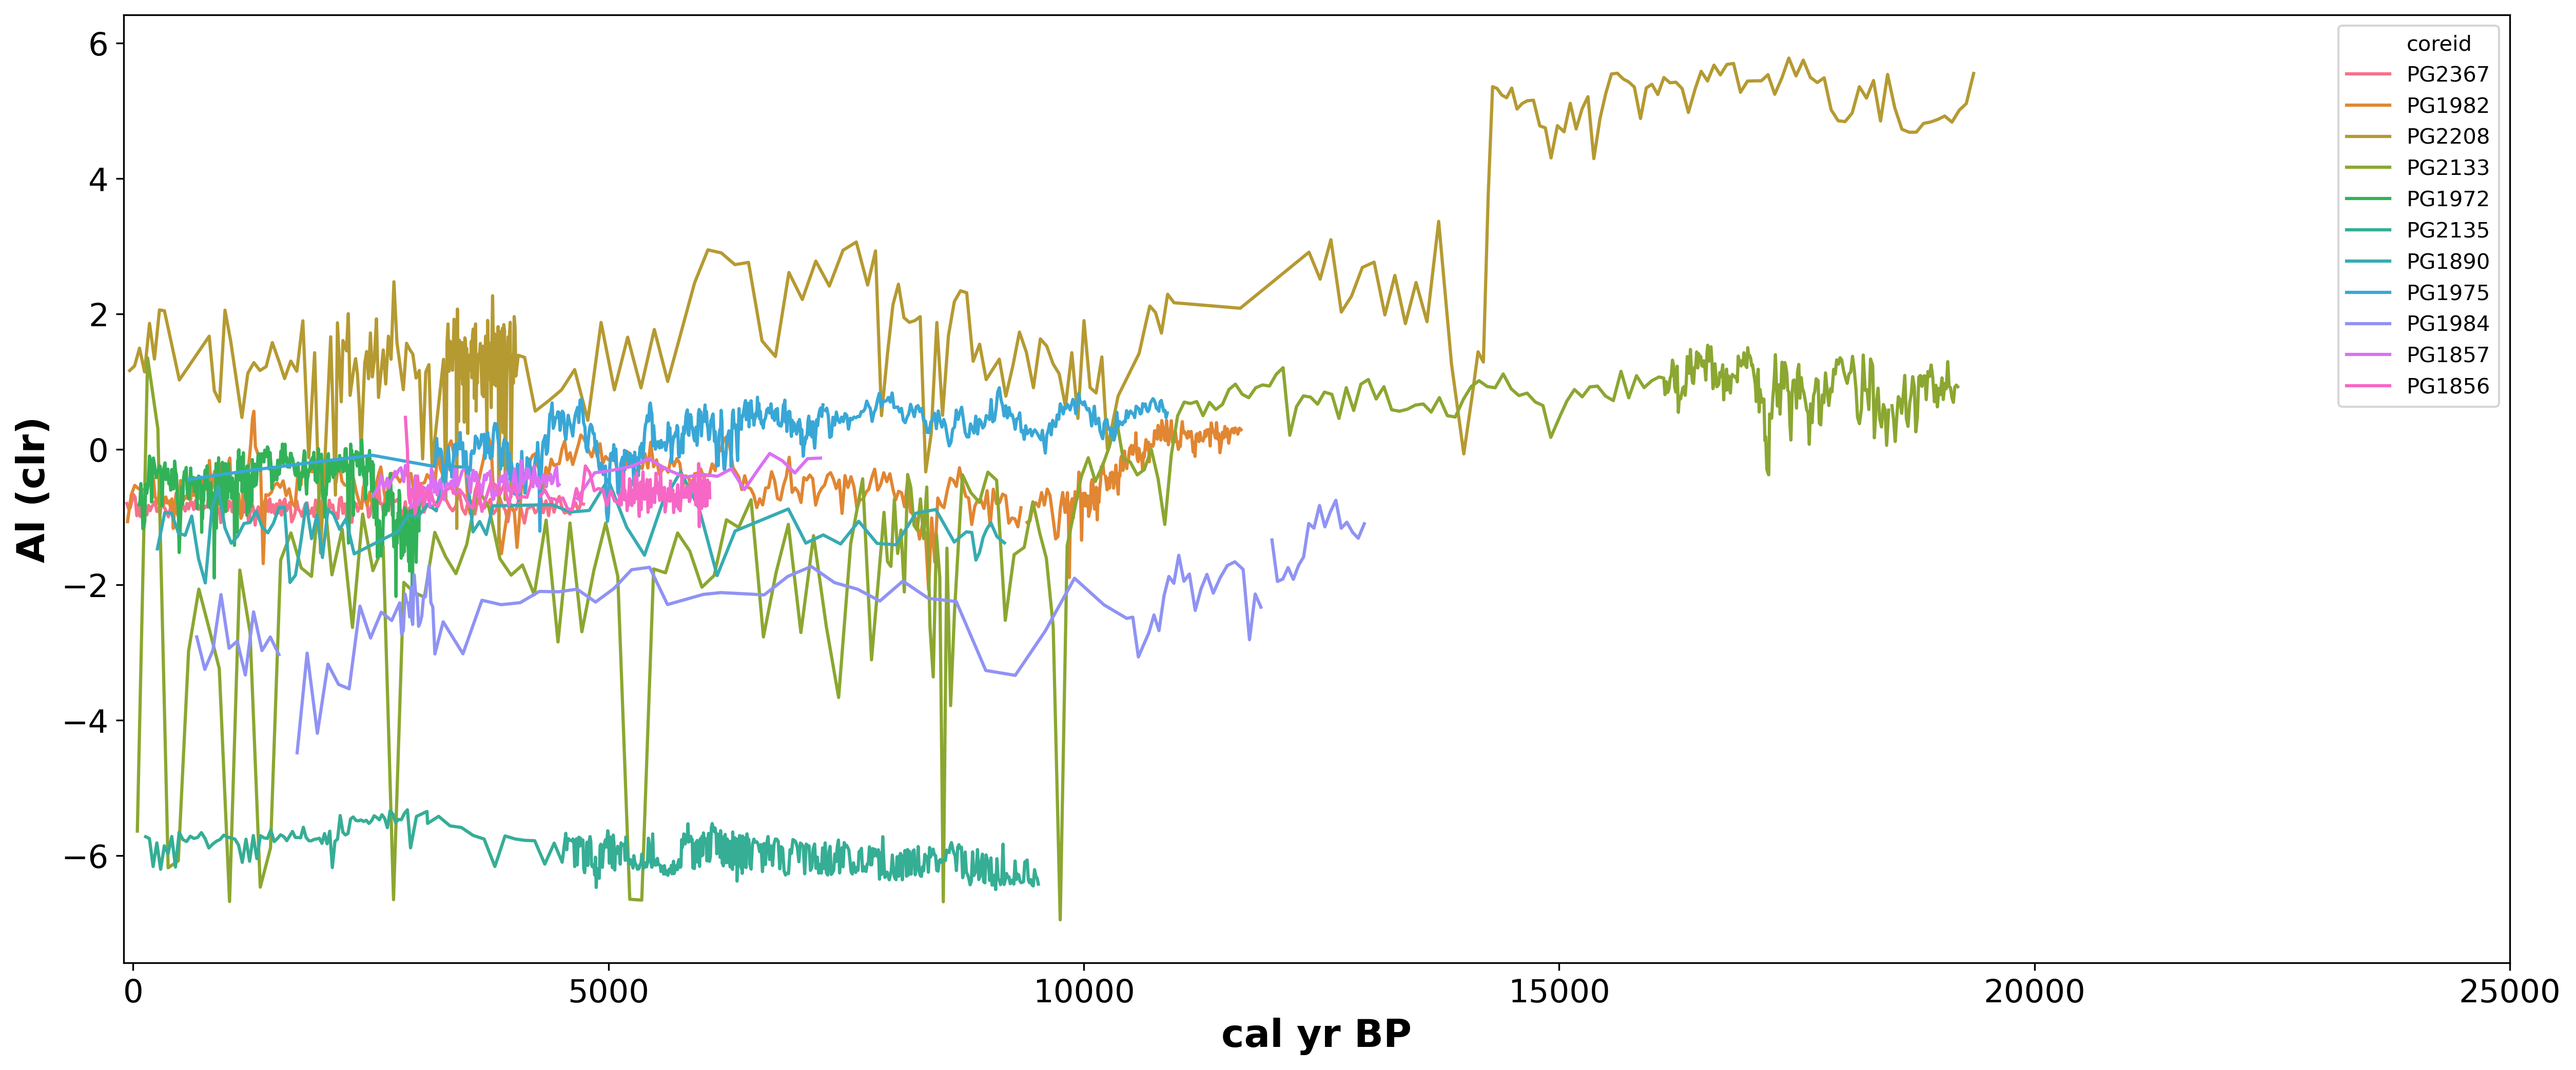 6
4
2
0
−2
−4
−6
Al (clr)
0
5000
10000
15000
20000
25000
cal yr BP
coreid
PG2367
PG1982
PG2208
PG2133
PG1972
PG2135
PG1890
PG1975
PG1984
PG1857
PG1856